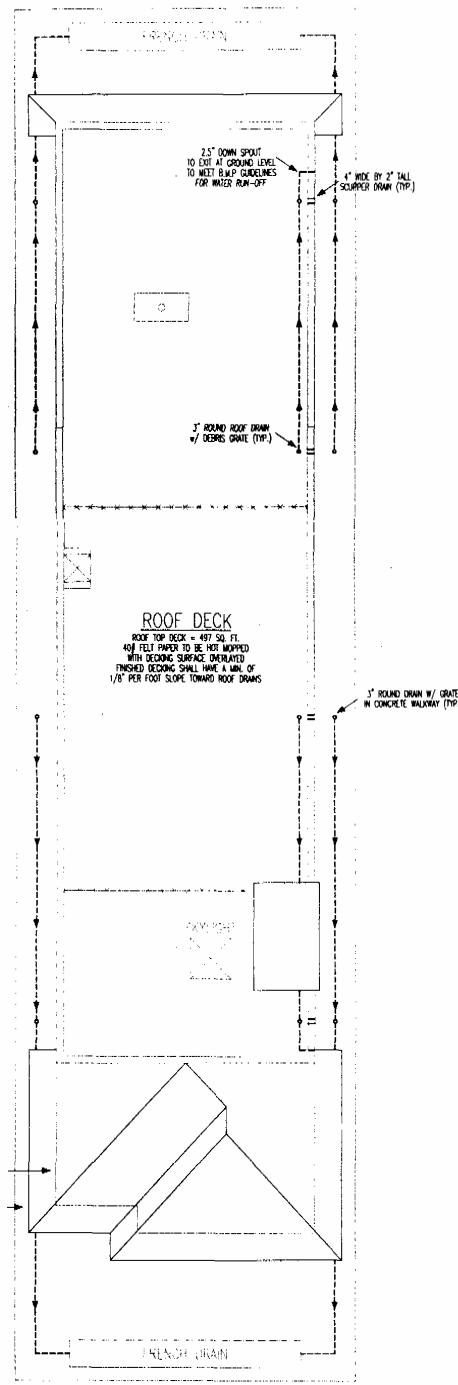 FRENCH DRAIN
2.5" DOWN SPOUT
TO EXIT AT GROUND LEVEL
TO MEET B.M.P GUIDELINES
FOR WATER RUN-OFF
4" WIDE BY 2" TALL
SCUPPER DRAIN (TYP.)
3" ROUND ROOF DRAIN
w/ DEBRIS GRATE (TYP.)
ROOF DECK
ROOF TOP DECK = 497 SQ. FT.
40# FELT PAPER TO BE HOT MOPPED
WITH DECKING SURFACE OVERLAYED
FINISHED DECKING SHALL HAVE A MIN. OF
1/8" PER FOOT SLOPE TOWARD ROOF DRAINS
3" ROUND DRAIN W/ GRATE
IN CONCRETE WALKWAY (TYP
SKYLIGHT
FRENCH DRAIN